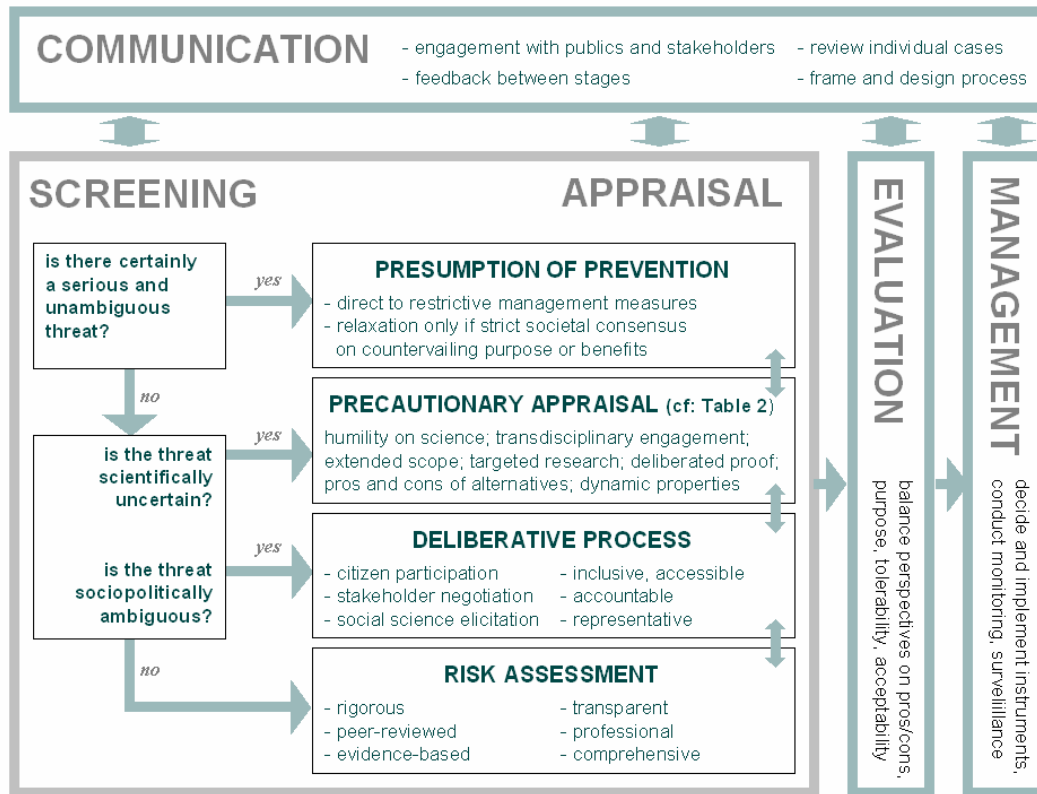 COMMUNICATION
- engagement with publics and stakeholders
- feedback between stages
- review individual cases
- frame and design process
SCREENING
APPRAISAL
is there certainly
a serious and
unambiguous
threat?
yes
PRESUMPTION OF PREVENTION
- direct to restrictive management measures
- relaxation only if strict societal consensus
on countervailing purpose or benefits
no
is the threat
scientifically
uncertain?
yes
PRECAUTIONARY APPRAISAL (cf: Table 2)
humility on science; transdisciplinary engagement;
extended scope; targeted research; deliberated proof;
pros and cons of alternatives; dynamic properties
is the threat
sociopolitically
ambiguous?
yes
DELIBERATIVE PROCESS
- citizen participation
- stakeholder negotiation
- social science elicitation
- inclusive, accessible
- accountable
- representative
no
RISK ASSESSMENT
- rigorous
- peer-reviewed
- evidence-based
- transparent
- professional
- comprehensive
EVALUATION
balance perspectives on pros/cons,
purpose, tolerability, acceptability
MANAGEMENT
decide and implement instruments,
conduct monitoring, surveiillance